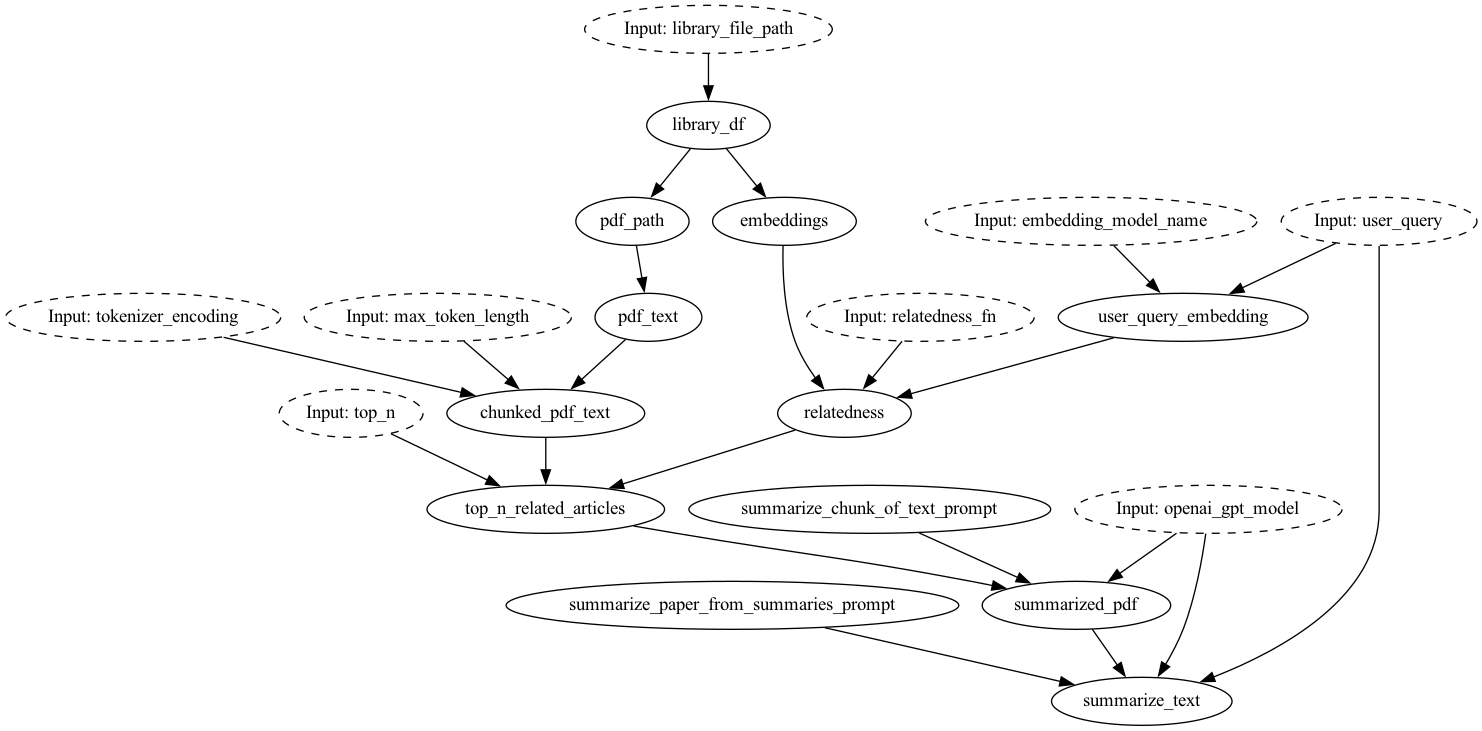 Input: library_file_path
library_df
pdf_path
embeddings
Input: embedding_model_name
Input: user_query
Input: tokenizer_encoding
Input: max_token_length
pdf_text
Input: relatedness_fn
user_query_embedding
Input: top_n
chunked_pdf_text
relatedness
top_n_related_articles
summarize_chunk_of_text_prompt
Input: openai_gpt_model
summarize_paper_from_summaries_prompt
summarized_pdf
summarize_text